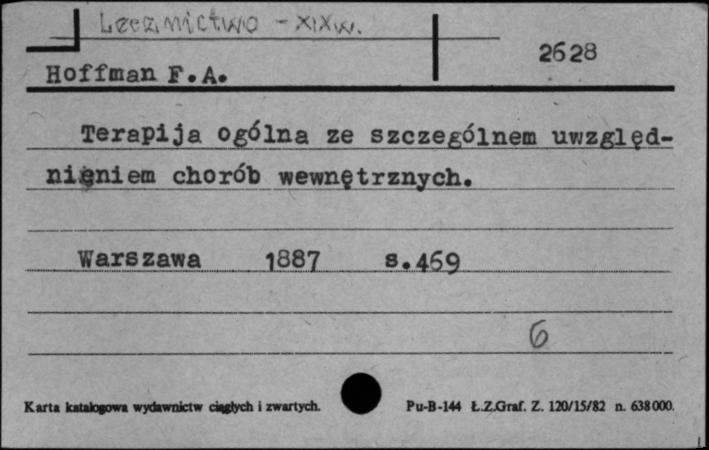 Lecznictwo - XIXw.
2628
Hoffman F.A.
Terapija ogólna ze szczególnem uwzględ-
nieniem chorób wewnętrznych.
Warszawa 1887 s.469
6
Karta katalogowa wydawnictw ciągłych i zwartych. Pu-B-144 Ł.Z.Graf. Z. 120/15/82 n. 638000.